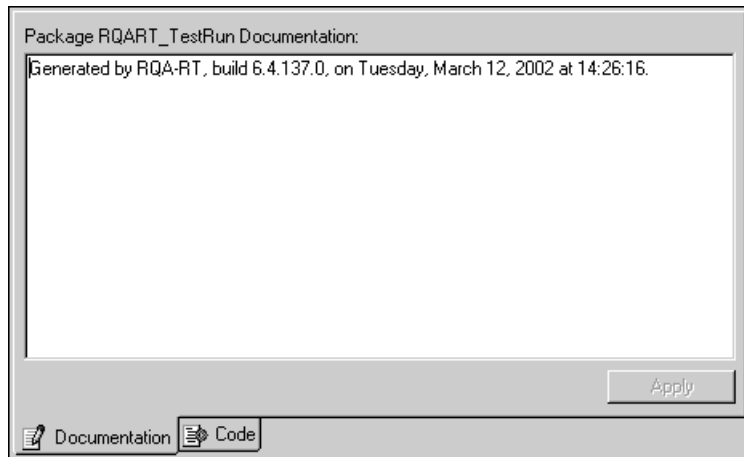 Package RQART_TestRun Documentation:
Generated by RQA-RT, build 6.4.137.0, on Tuesday, March 12, 2002 at 14:26:16.
Apply
Documentation
Code